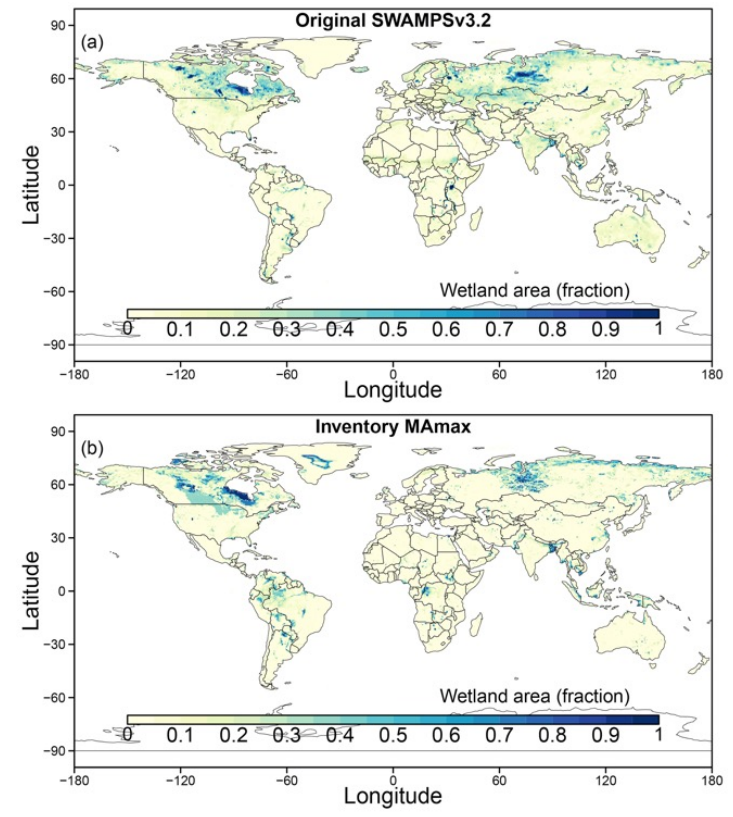 Original SWAMPSv3.2
(a)
90
60
30
0
−30
−60
−90
Latitude
Wetland area (fraction)
0 0.1 0.2 0.3 0.4 0.5 0.6 0.7 0.8 0.9 1
−180 −120 −60 0 60 120 180
Longitude
Inventory MAmax
(b)
90
60
30
0
−30
−60
−90
Latitude
Wetland area (fraction)
0 0.1 0.2 0.3 0.4 0.5 0.6 0.7 0.8 0.9 1
−180 −120 −60 0 60 120 180
Longitude